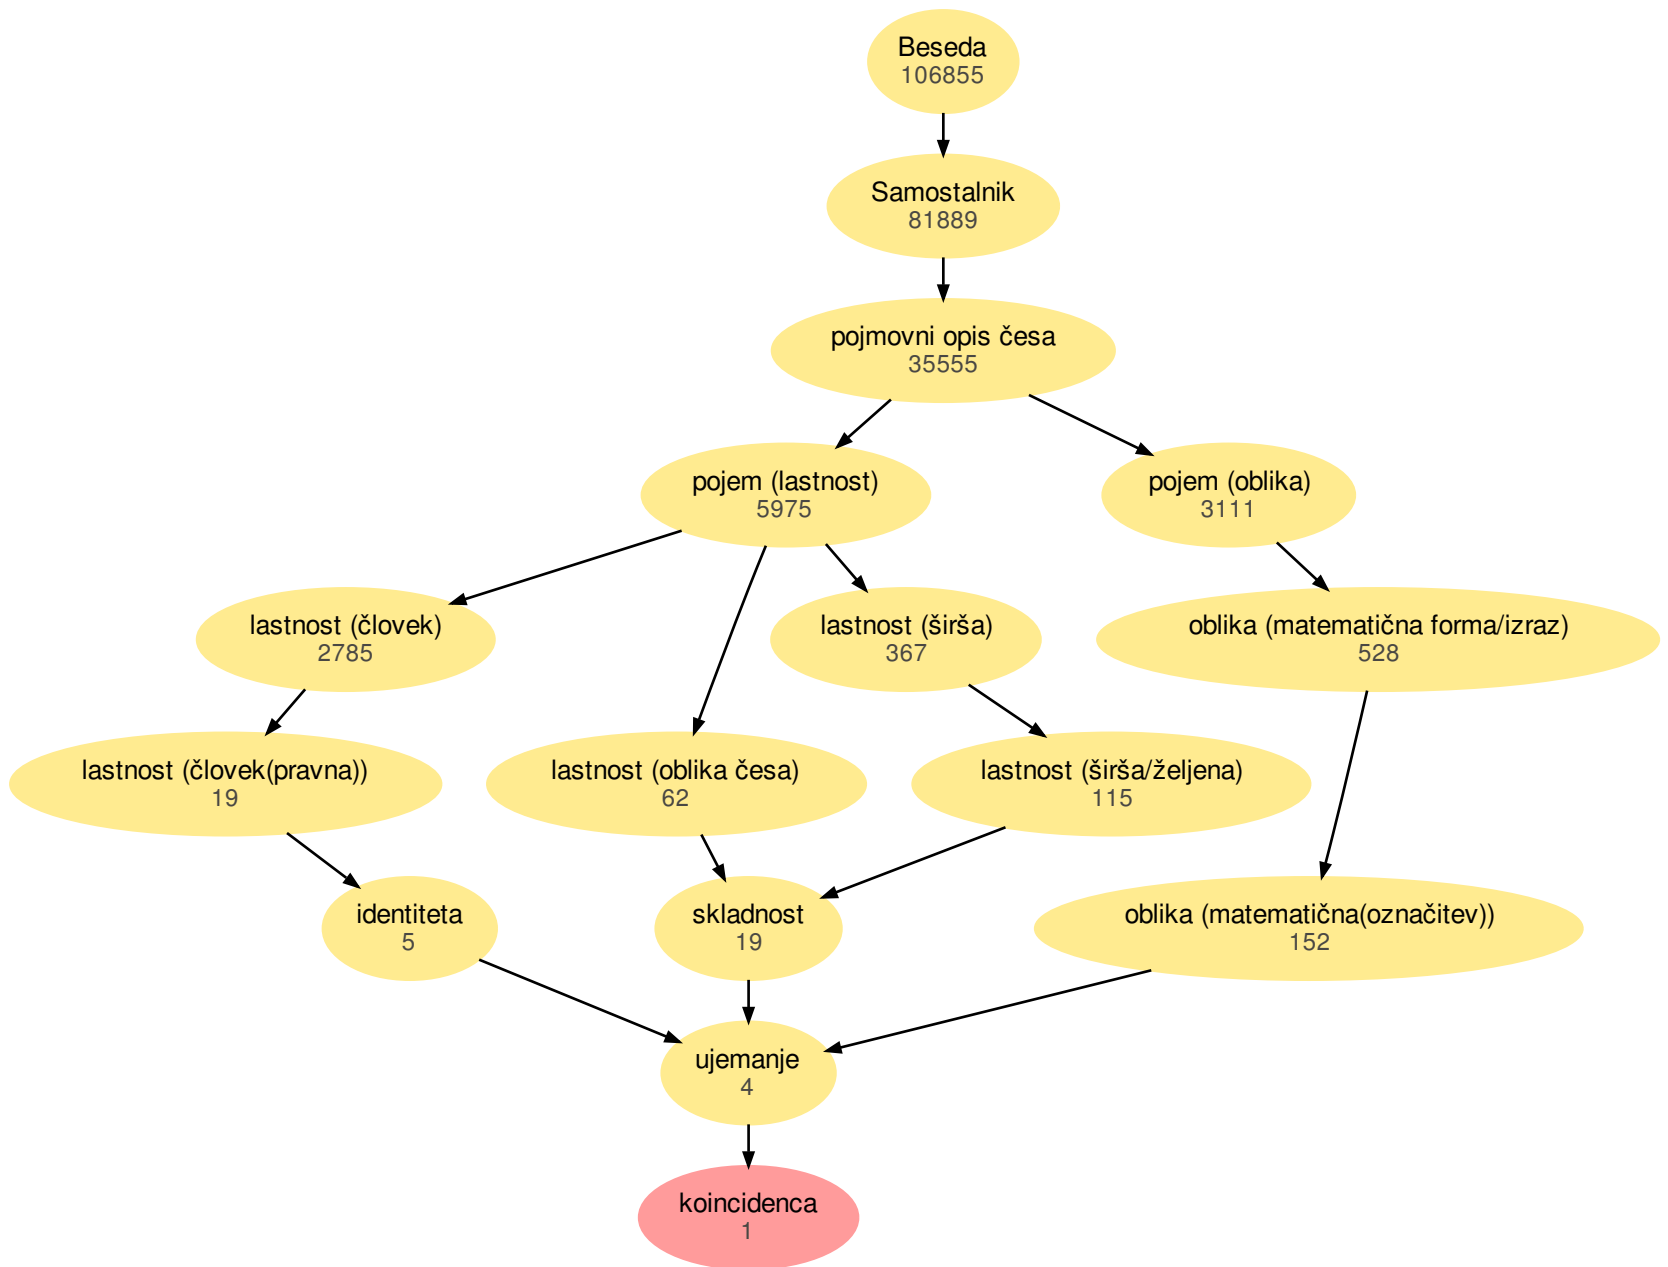 Beseda
106855
Samostalnik
81889
pojmovni opis česa
35555
pojem (lastnost)
5975
pojem (oblika)
3111
lastnost (človek)
2785
lastnost (širša)
367
oblika (matematična forma/izraz)
528
lastnost (človek(pravna))
19
lastnost (oblika česa)
62
lastnost (širša/željena)
115
identiteta
5
skladnost
19
oblika (matematična(označitev))
152
ujemanje
4
koincidenca
1